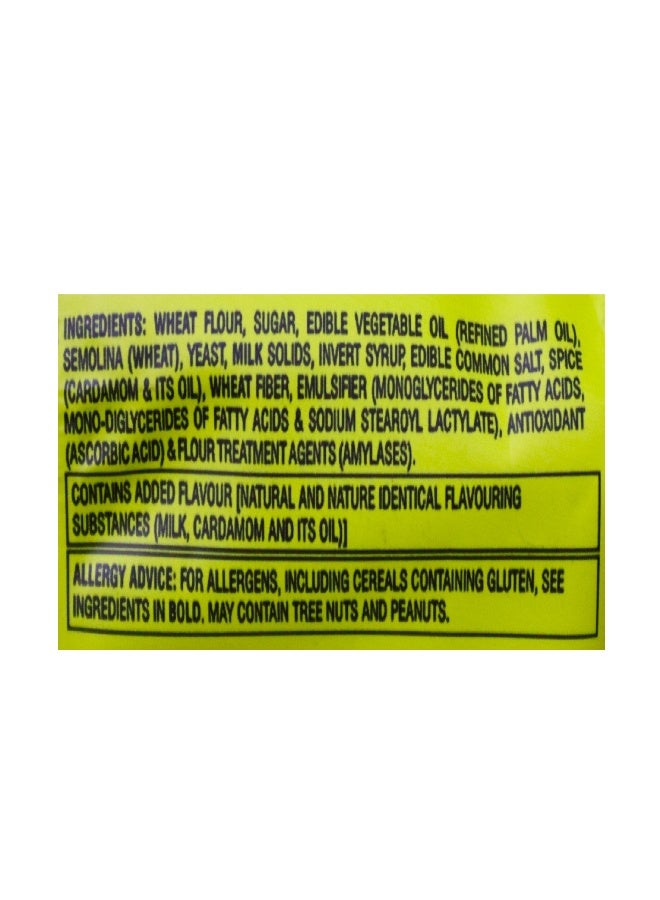 INGREDIENTS: WHEAT FLOUR, SUGAR, EDIBLE VEGETABLE OIL (REFINED PALM OIL),
SEMOLINA (WHEAT), YEAST, MILK SOLIDS, INVERT SYRUP, EDIBLE COMMON SALT, SPICE
(CARDAMOM & ITS OIL), WHEAT FIBER, EMULSIFIER (MONOGLYCERIDES OF FATTY ACIDS,
MONO-DIGLYCERIDES OF FATTY ACIDS & SODIUM STEAROYL LACTYLATE), ANTIOXIDANT
(ASCORBIC ACID) & FLOUR TREATMENT AGENTS (AMYLASES).
CONTAINS ADDED FLAVOUR [NATURAL AND NATURE IDENTICAL FLAVOURING
SUBSTANCES (MILK, CARDAMOM AND ITS OIL)]
ALLERGY ADVICE: FOR ALLERGENS, INCLUDING CEREALS CONTAINING GLUTEN, SEE
INGREDIENTS IN BOLD. MAY CONTAIN TREE NUTS AND PEANUTS.